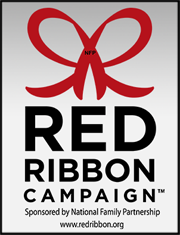 NFP
RED
RIBBON
CAMPAIGN™
Sponsored by National Family Partnership
www.redribbon.org